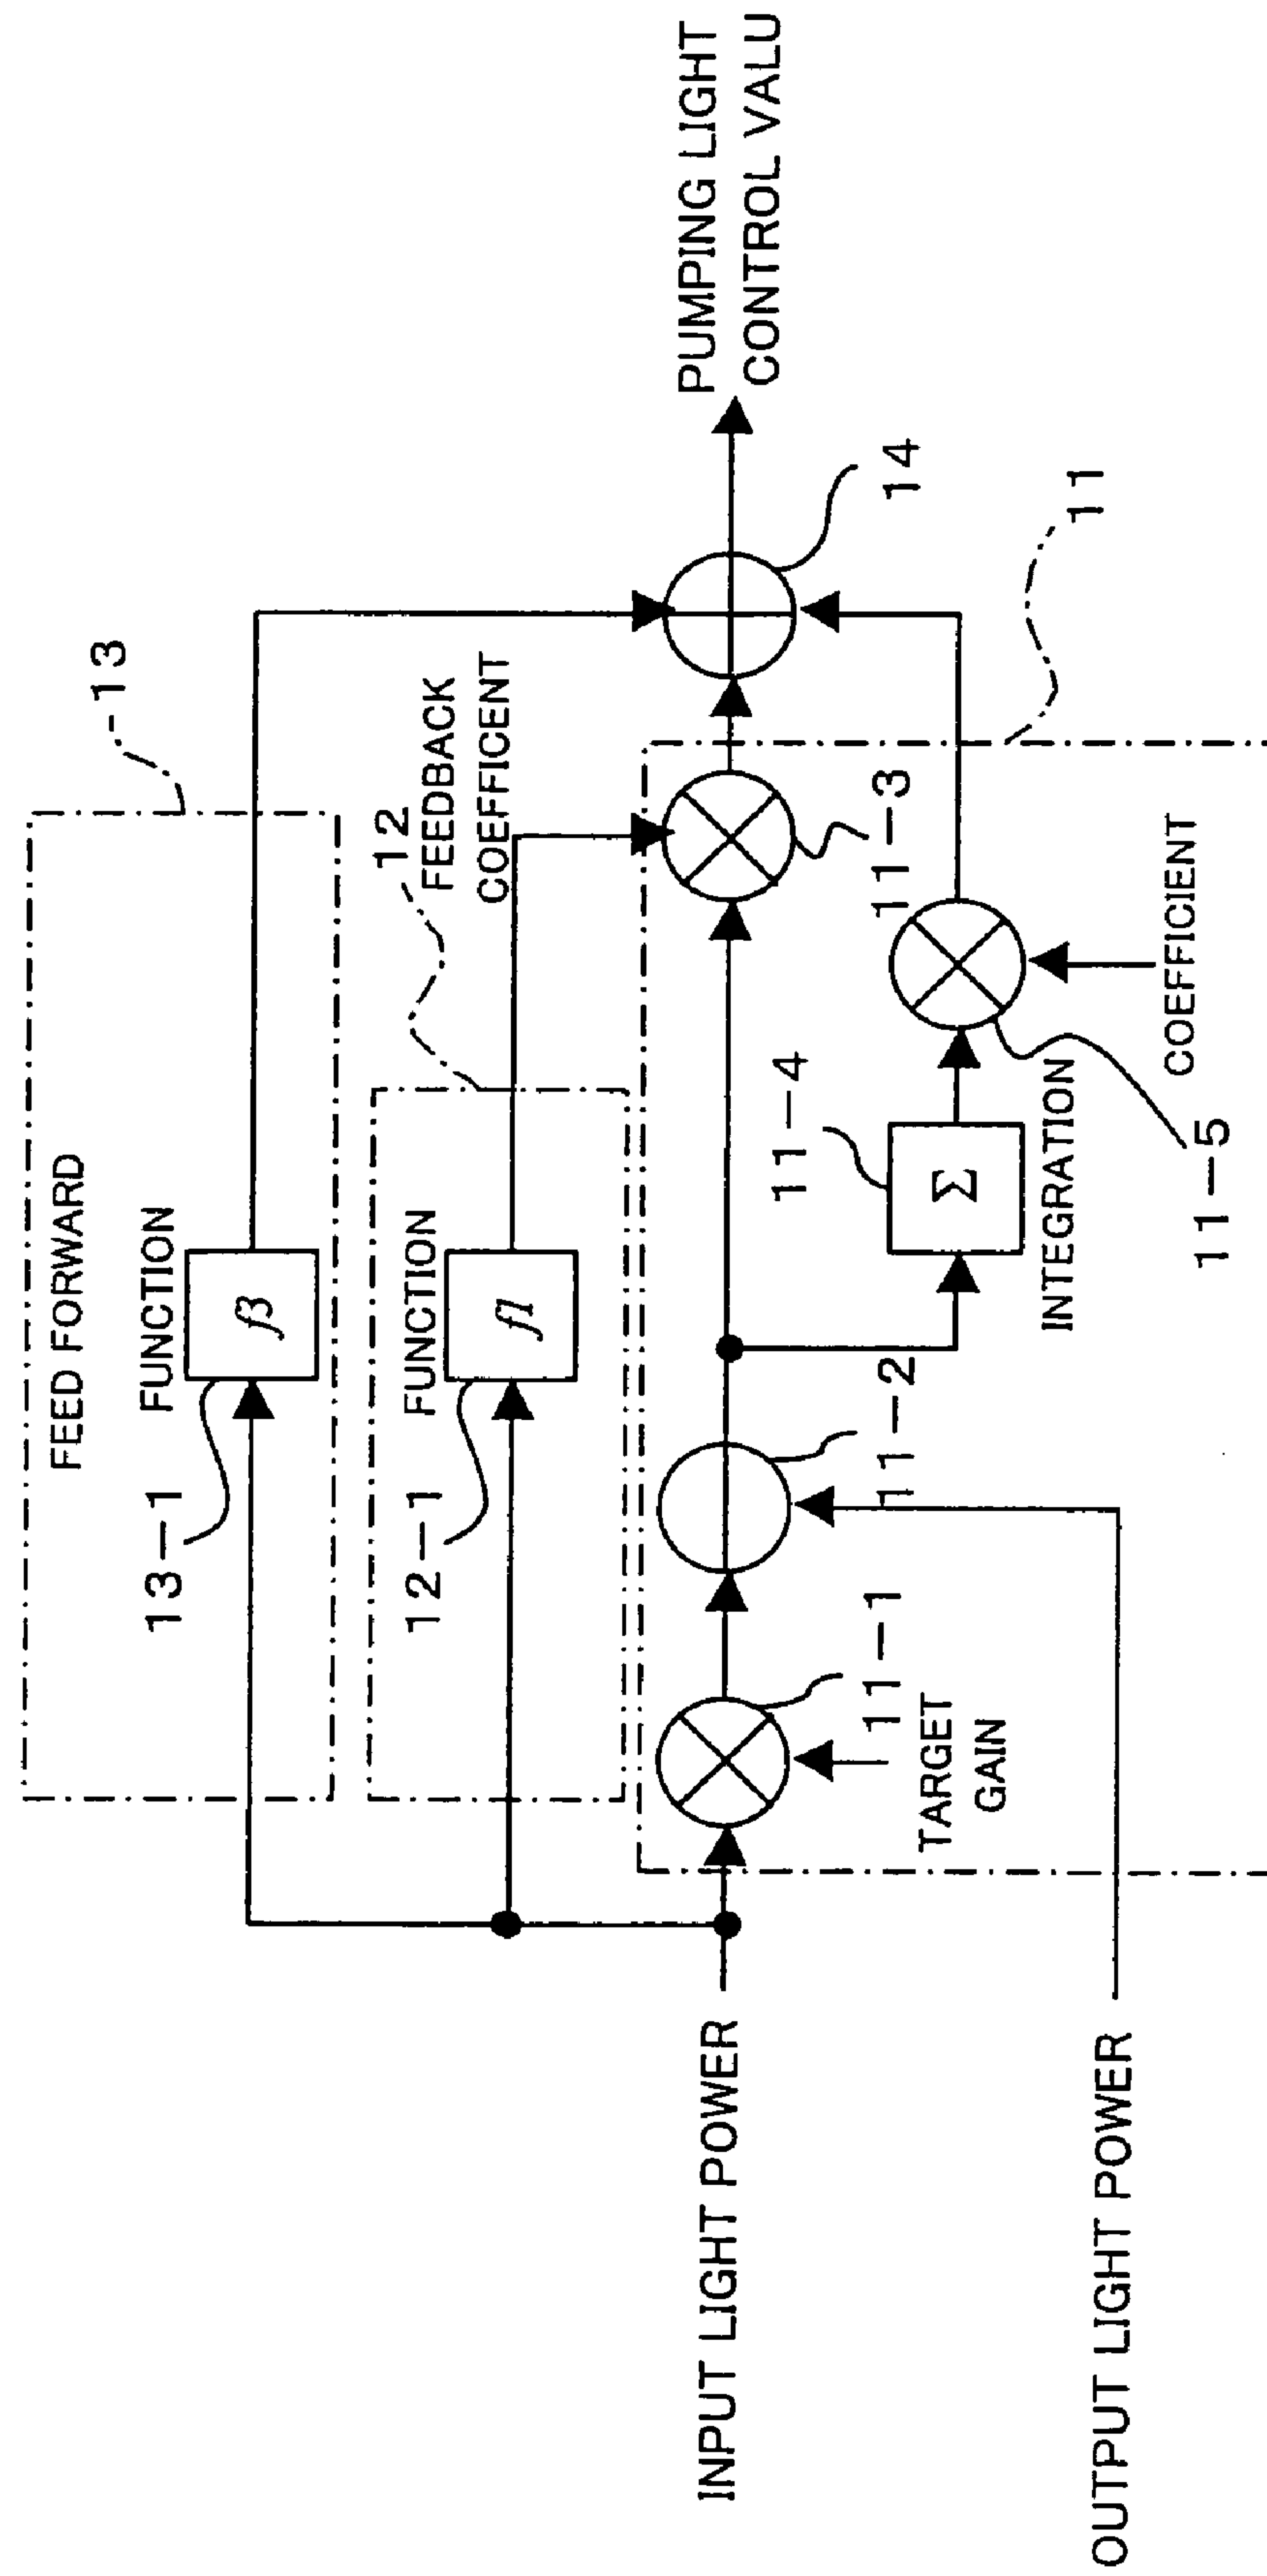 FEED FORWARD
13
13-1
FUNCTION
f3
12
FEEDBACK
COEFFICENT
12-1
FUNCTION
f1
INPUT LIGHT POWER
11-1
TARGET
GAIN
11-2
11-3
14
PUMPING LIGHT
CONTROL VALU
11-4
Σ
INTEGRATION
11-5
COEFFICIENT
11
OUTPUT LIGHT POWER